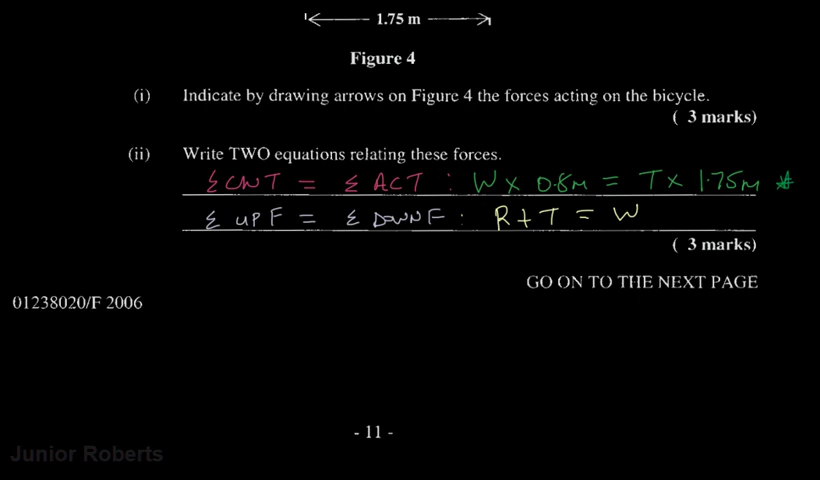 1.75 m
Figure 4
(i) Indicate by drawing arrows on Figure 4 the forces acting on the bicycle.
( 3 marks)
(ii) Write TWO equations relating these forces.
Σ CWT = Σ ACT : W x 0.8m = T x 1.75m *
Σ UPF = Σ DOWNF : R + T = W
( 3 marks)
GO ON TO THE NEXT PAGE
01238020/F 2006
- 11 -
Junior Roberts